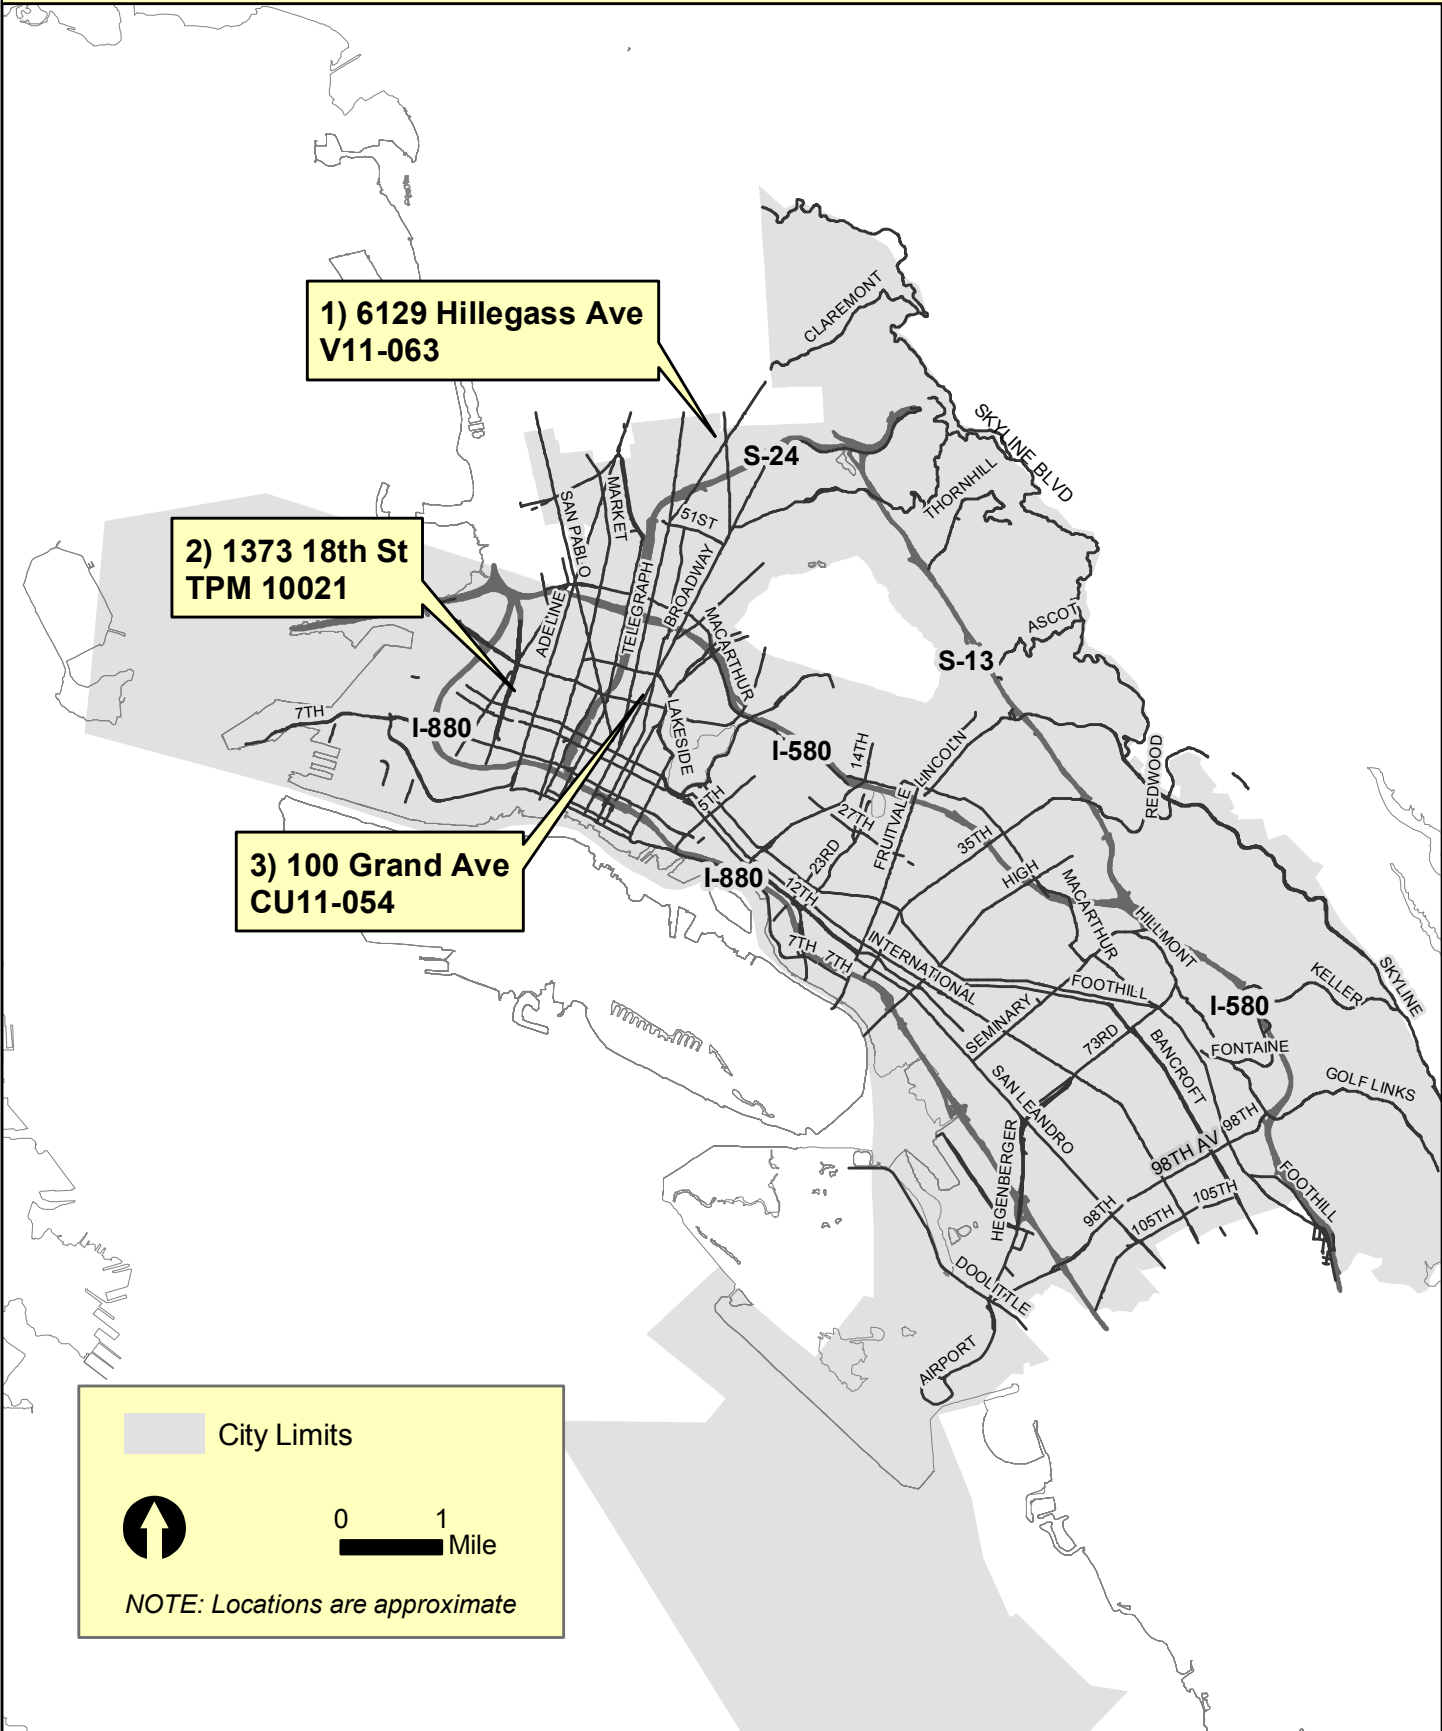 1) 6129 Hillegass Ave
V11-063
CLAREMONT
SKYLINE BLVD
S-24
THORNHILL
SAN PABLO
MARKET
51ST
2) 1373 18th St
TPM 10021
ADELINE
TELEGRAPH
BROADWAY
MACARTHUR
ASCOT
S-13
7TH
I-880
LAKESIDE
I-580
14TH
LINCOLN
REDWOOD
5TH
27TH
FRUITVALE
35TH
23RD
HIGH
3) 100 Grand Ave
CU11-054
I-880
12TH
MACARTHUR
HILLMONT
7TH
7TH
INTERNATIONAL
FOOTHILL
KELLER
SKYLINE
I-580
SEMINARY
73RD
BANCROFT
FONTAINE
GOLF LINKS
SAN LEANDRO
HEGENBERGER
98TH AV
98TH
FOOTHILL
98TH
105TH
105TH
DOOLITTLE
AIRPORT
City Limits
0 1
Mile
NOTE: Locations are approximate